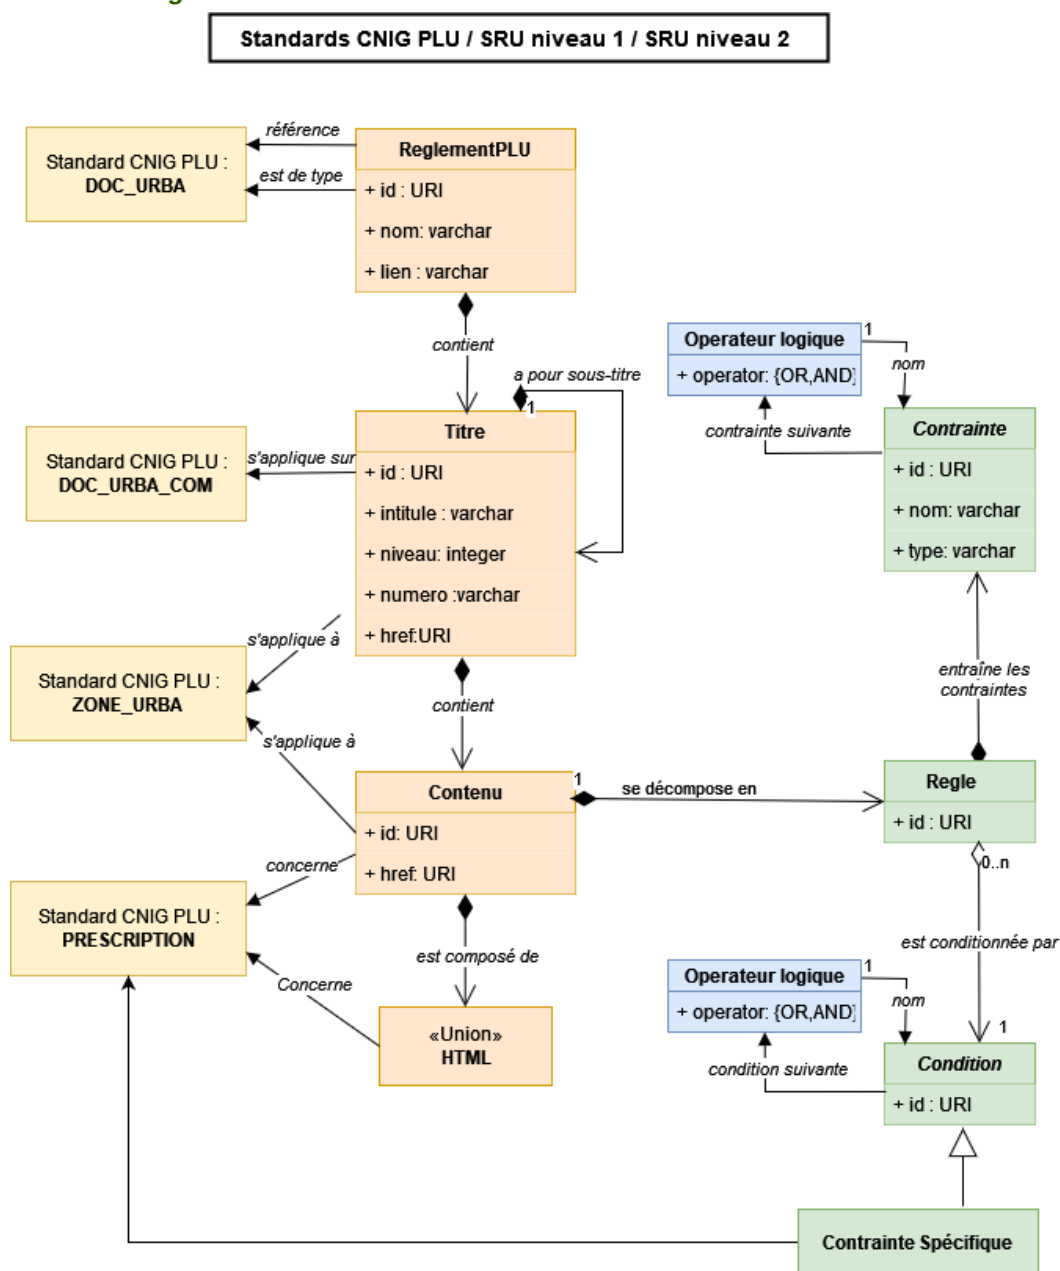 Standards CNIG PLU / SRU niveau 1 / SRU niveau 2
référence
est de type
Standard CNIG PLU :
DOC_URBA
ReglementPLU
+ id : URI
+ nom: varchar
+ lien : varchar
contient
a pour sous-titre
1
Operateur logique
+ operator: {OR,AND}
1
nom
contrainte suivante
Contrainte
+ id : URI
+ nom: varchar
+ type: varchar
Standard CNIG PLU :
DOC_URBA_COM
s'applique sur
Titre
+ id : URI
+ intitule : varchar
+ niveau: integer
+ numero :varchar
+ href:URI
s'applique à
Standard CNIG PLU :
ZONE_URBA
s'applique à
contient
entraîne les
contraintes
Contenu
+ id: URI
+ href: URI
1
se décompose en
Regle
+ id : URI
0..n
concerne
Standard CNIG PLU :
PRESCRIPTION
Concerne
est composé de
«Union»
HTML
est conditionnée par
1
Operateur logique
+ operator: {OR,AND}
1
nom
condition suivante
Condition
+ id : URI
Contrainte Spécifique